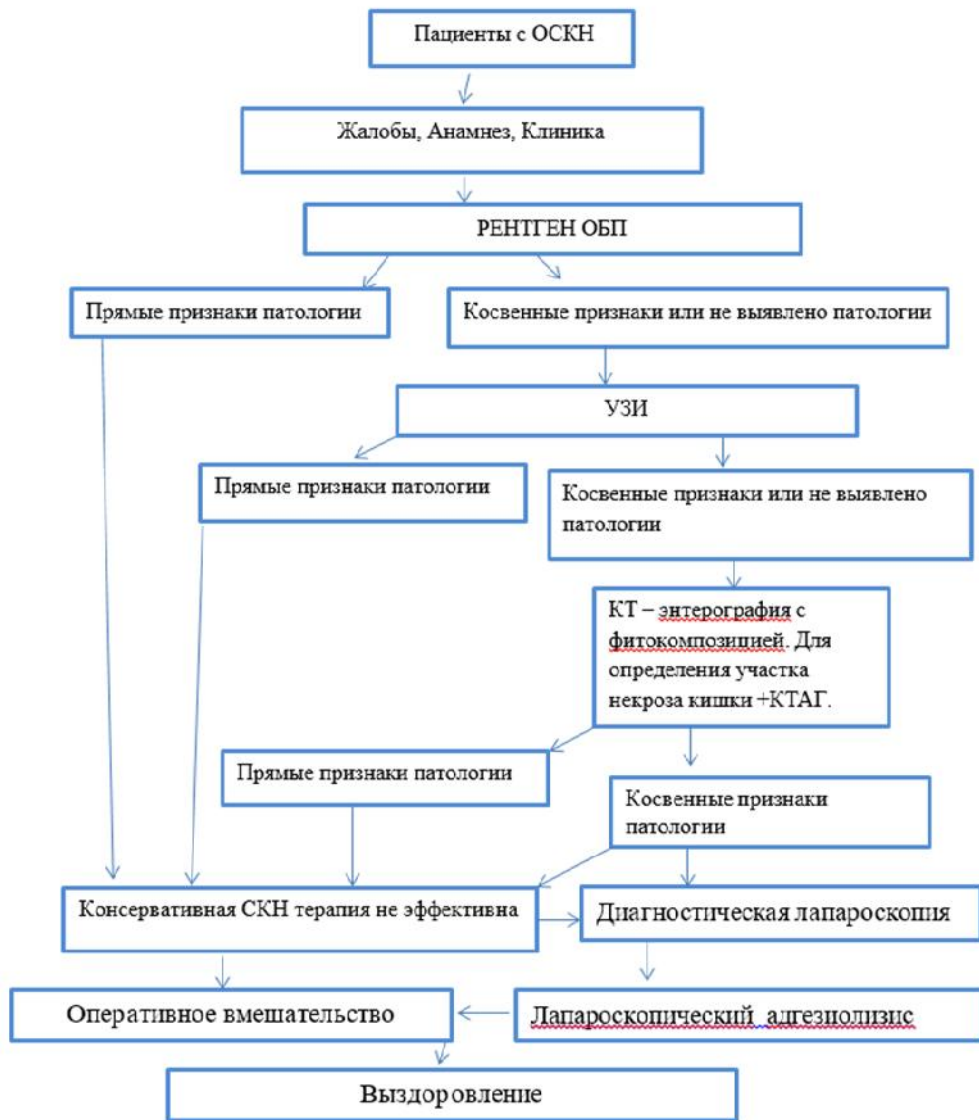 Пациенты с ОСКН
Жалобы, Анамнез, Клиника
РЕНТГЕН ОБП
Прямые признаки патологии
Косвенные признаки или не выявлено патологии
УЗИ
Прямые признаки патологии
Косвенные признаки или не выявлено
патологии
КТ – энтерография с
фитокомпозицией. Для
определения участка
некроза кишки +КТАГ.
Прямые признаки патологии
Косвенные признаки
патологии
Консервативная СКН терапия не эффективна
Диагностическая лапароскопия
Оперативное вмешательство
Лапароскопический адгезиолизис
Выздоровление